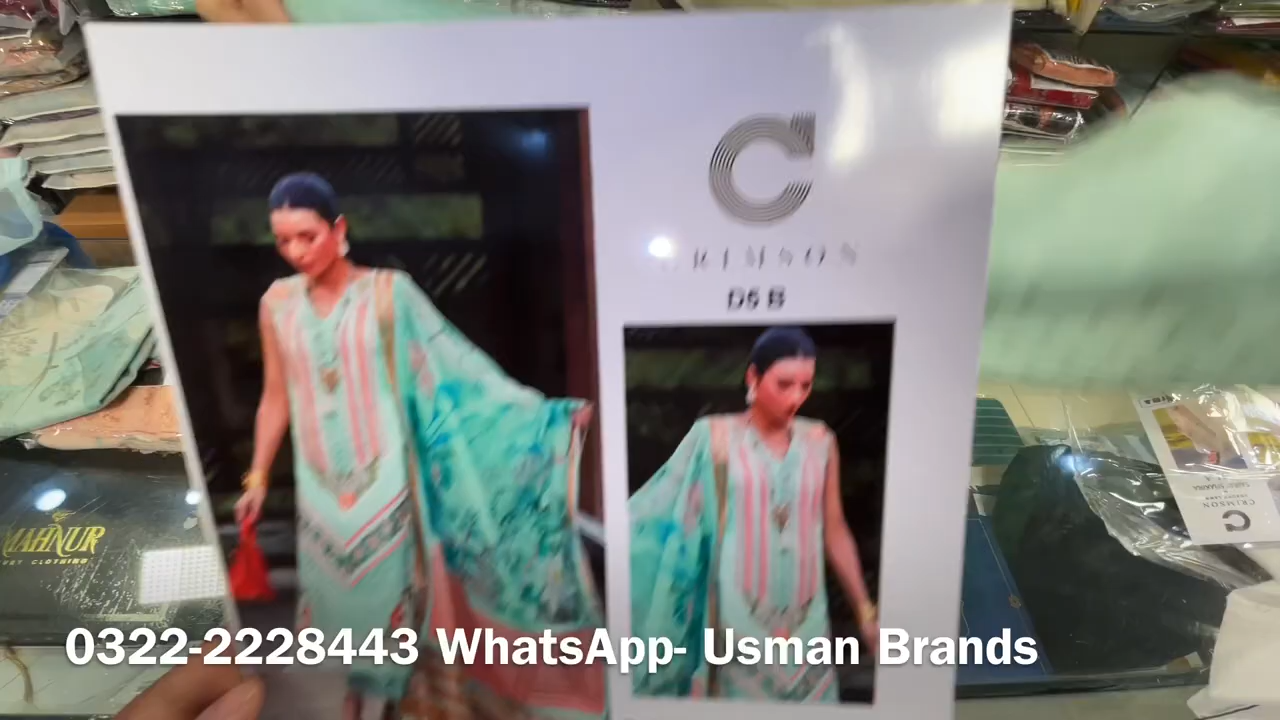 C
CRIMSON
D5 B
MAHNUR
CRIMSON
C
0322-2228443 WhatsApp- Usman Brands